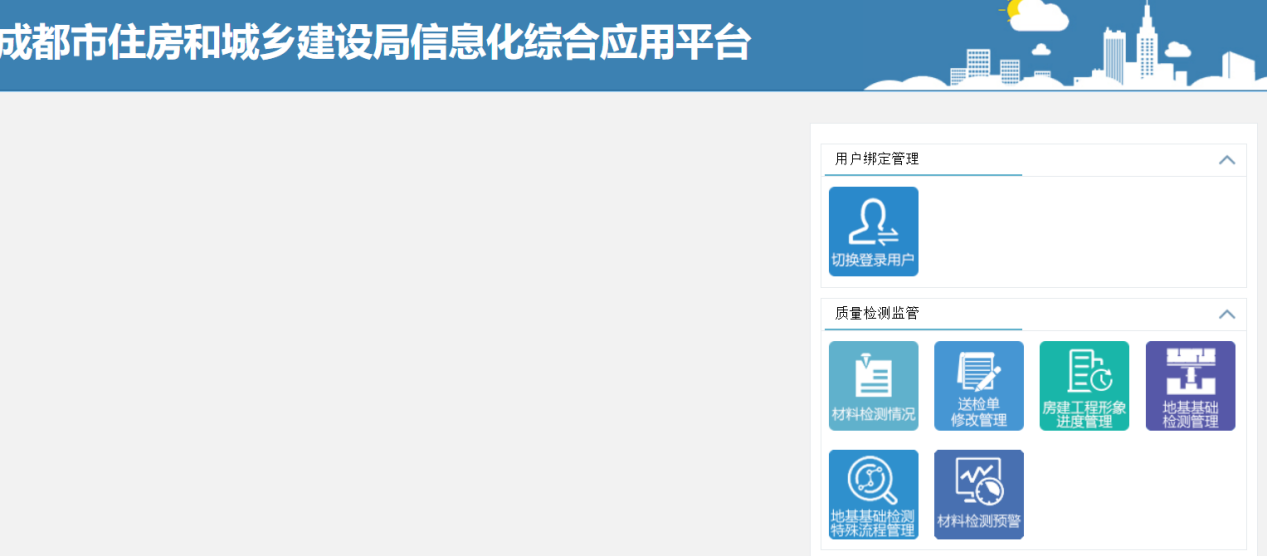 成都市住房和城乡建设局信息化综合应用平台
用户绑定管理
切换登录用户
质量检测监管
材料检测情况
送检单
修改管理
房建工程形象
进度管理
地基基础
检测管理
地基基础检测
特殊流程管理
材料检测预警